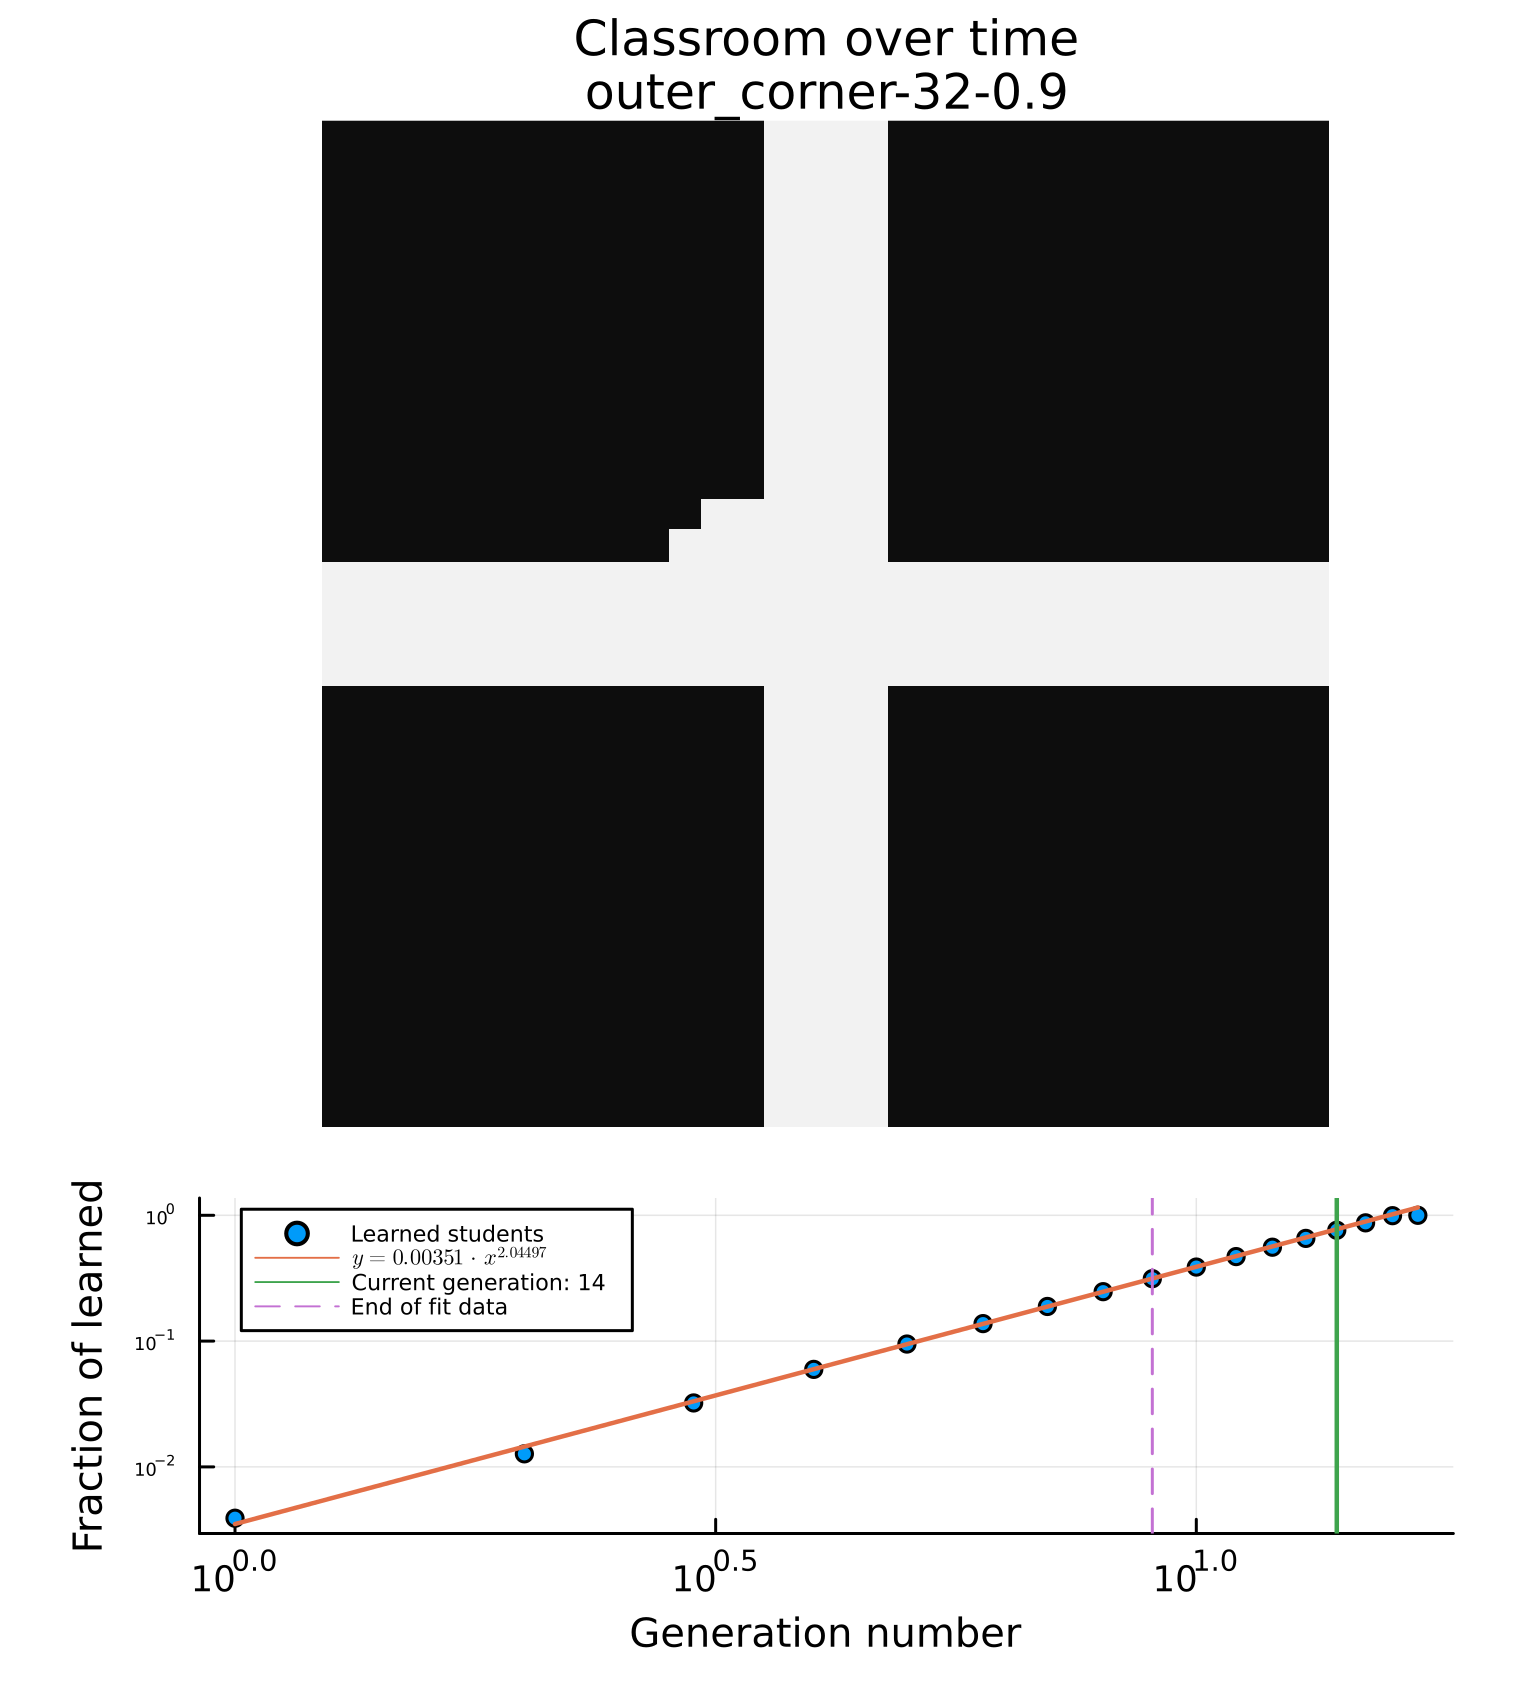 Classroom over time
outer_corner-32-0.9
Fraction of learned
10⁰
10⁻¹
10⁻²
Learned students
y = 0.00351 · x^2.04497
Current generation: 14
End of fit data
10^0.0
10^0.5
10^1.0
Generation number